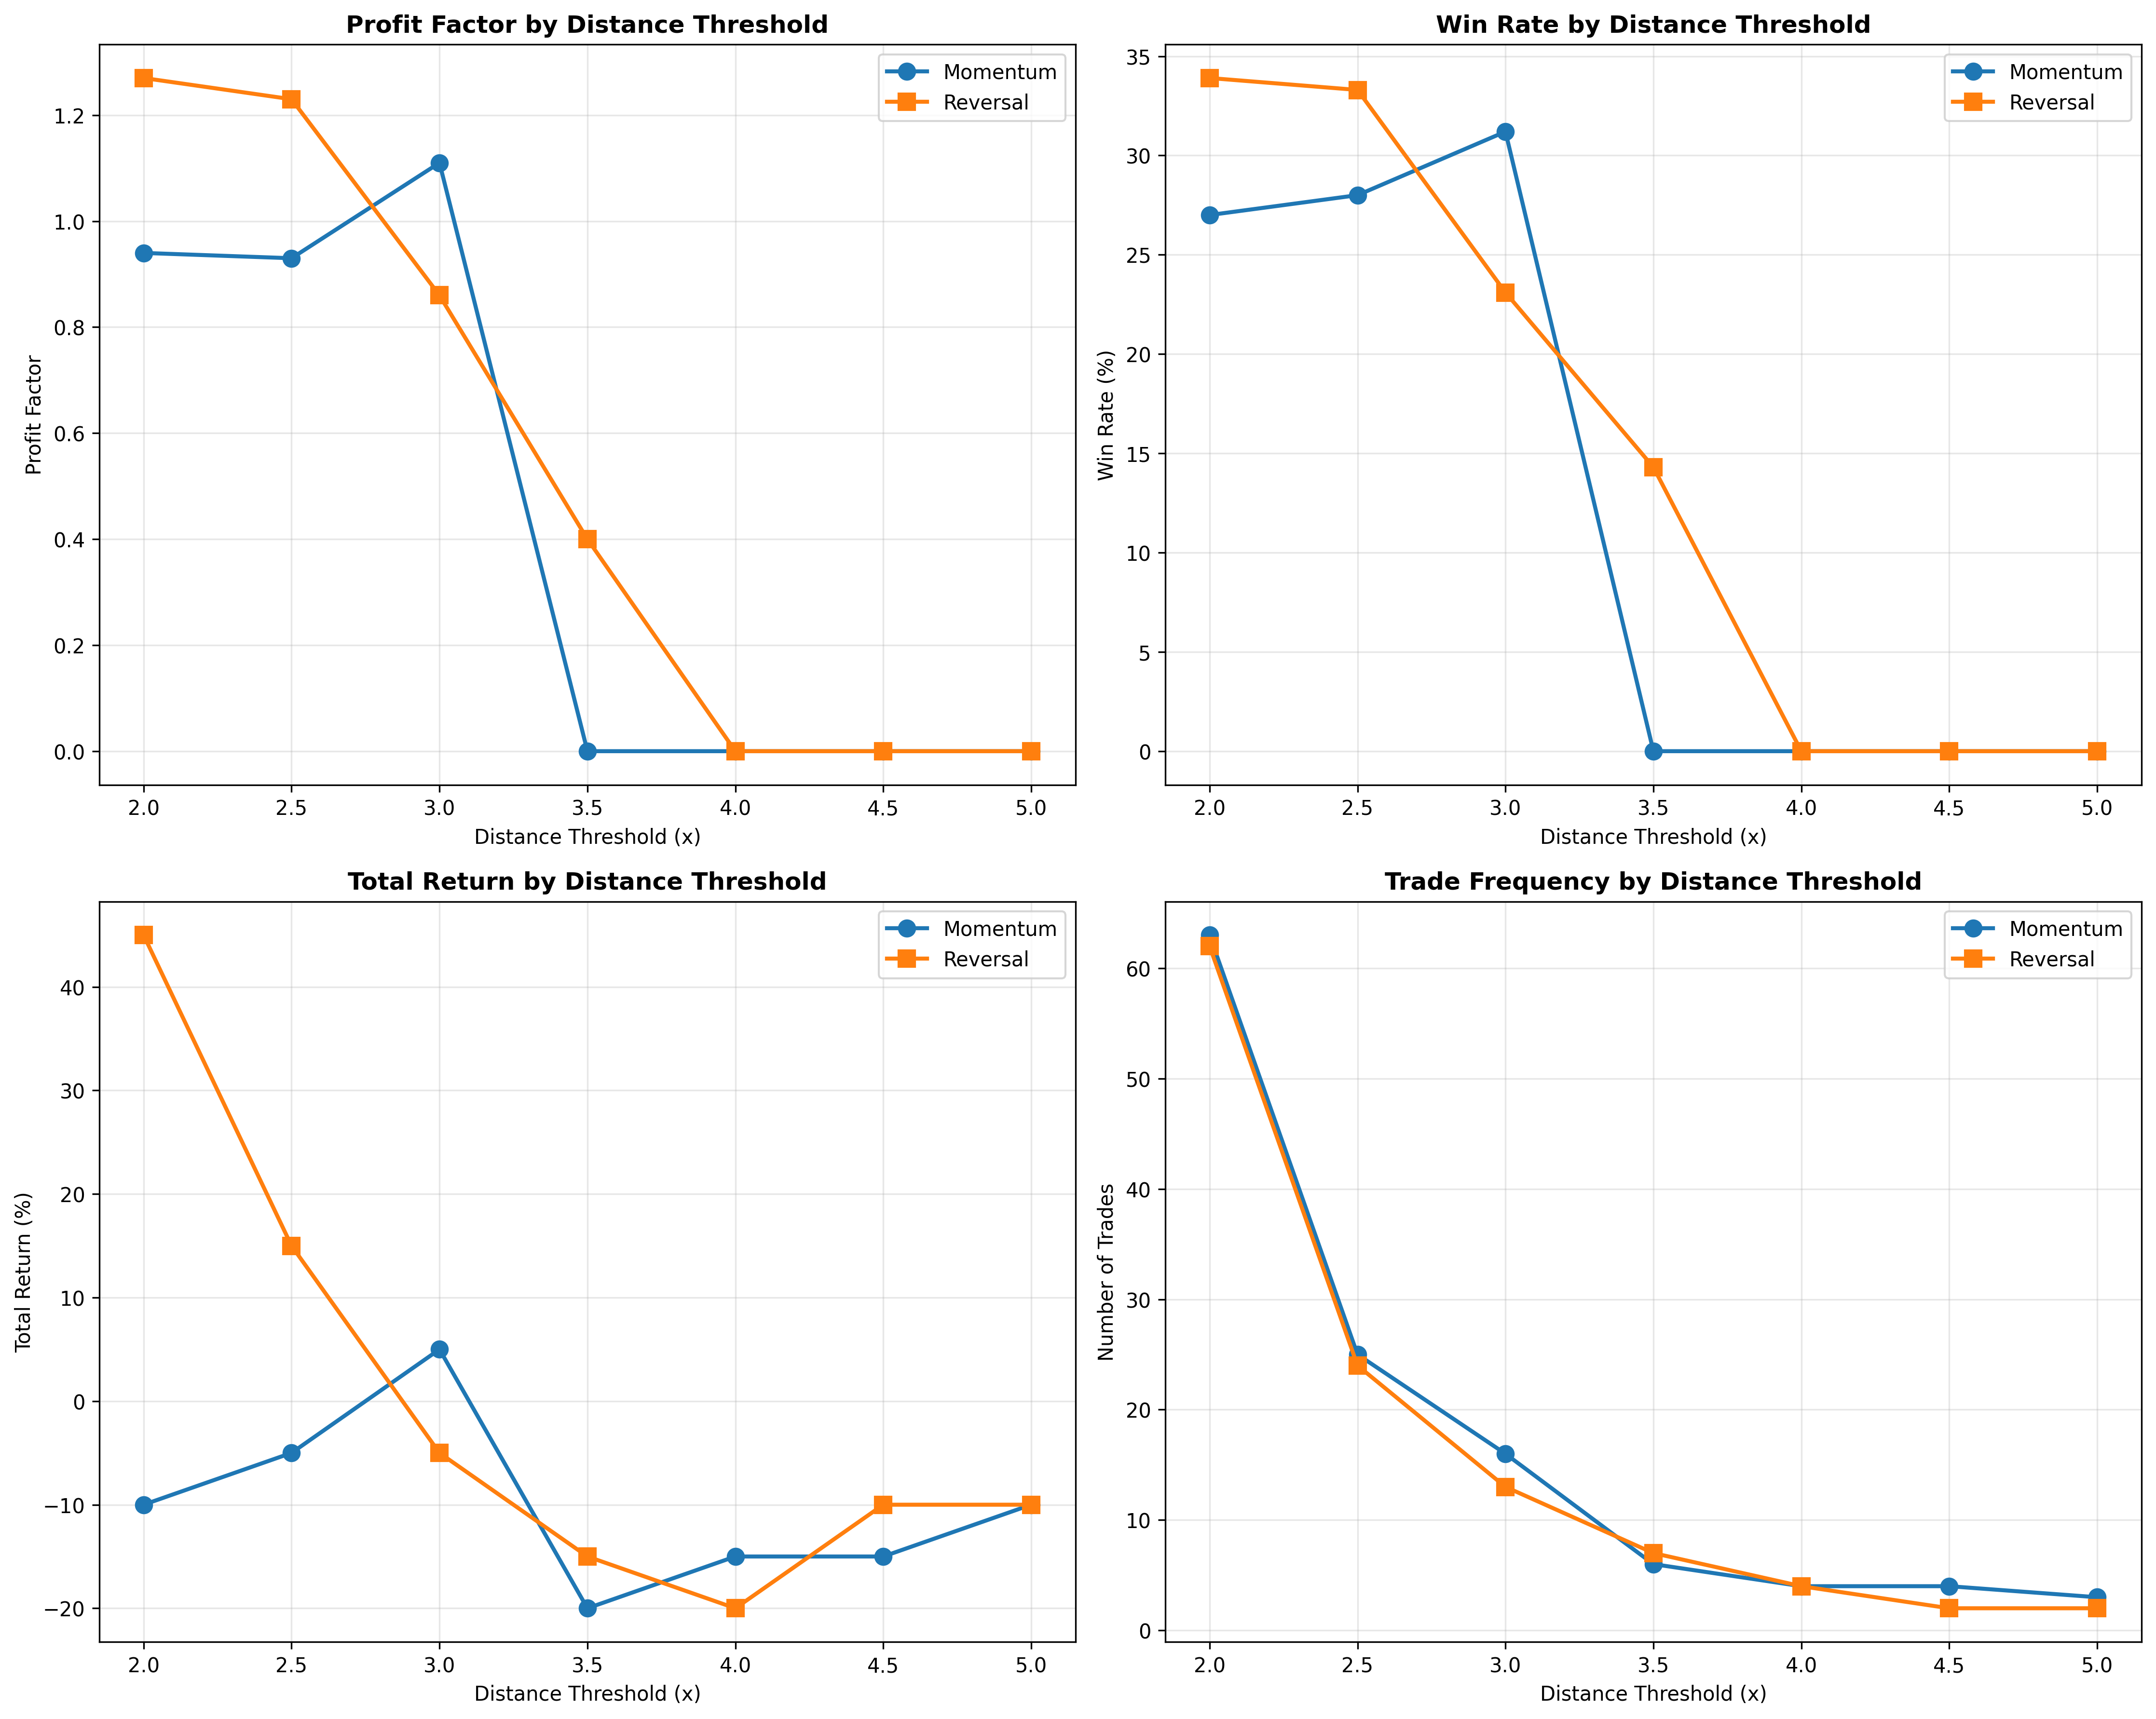 Profit Factor by Distance Threshold
Momentum
Reversal
1.2
1.0
0.8
0.6
0.4
0.2
0.0
Profit Factor
2.0 2.5 3.0 3.5 4.0 4.5 5.0
Distance Threshold (x)
Win Rate by Distance Threshold
Momentum
Reversal
35
30
25
20
15
10
5
0
Win Rate (%)
2.0 2.5 3.0 3.5 4.0 4.5 5.0
Distance Threshold (x)
Total Return by Distance Threshold
Momentum
Reversal
40
30
20
10
0
−10
−20
Total Return (%)
2.0 2.5 3.0 3.5 4.0 4.5 5.0
Distance Threshold (x)
Trade Frequency by Distance Threshold
Momentum
Reversal
60
50
40
30
20
10
0
Number of Trades
2.0 2.5 3.0 3.5 4.0 4.5 5.0
Distance Threshold (x)